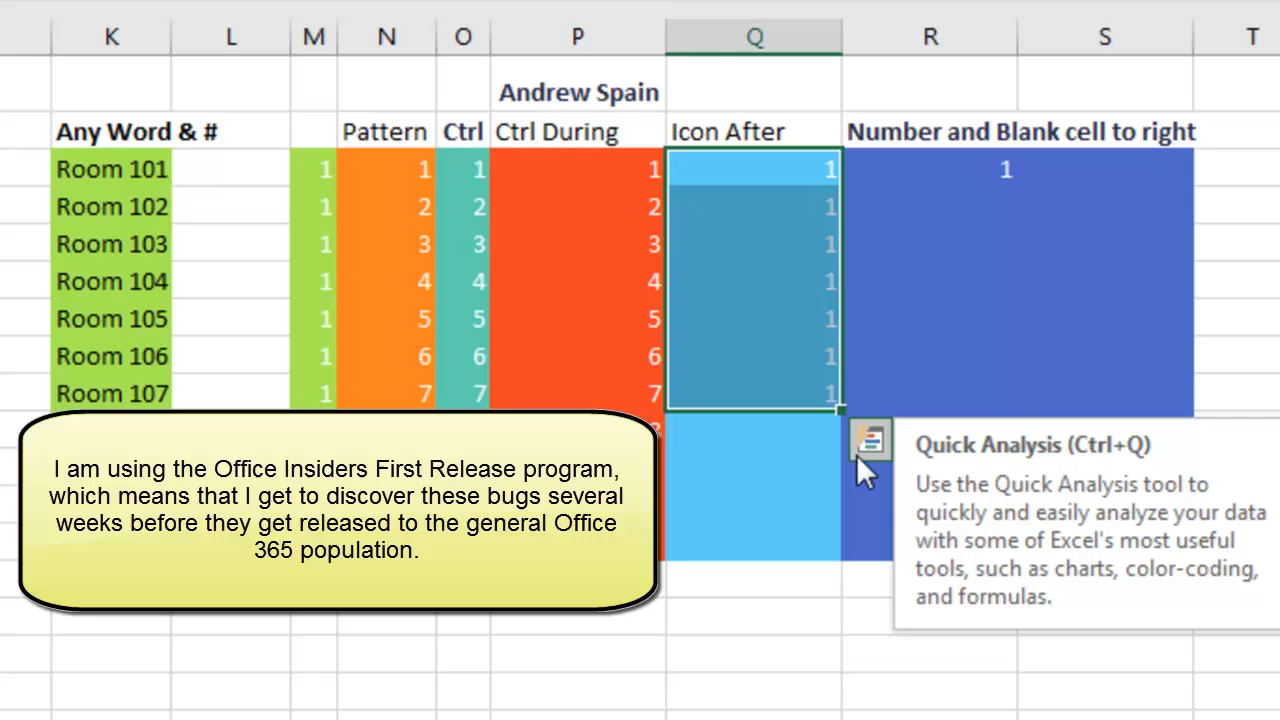 K L M N O P Q R S T
Andrew Spain
Any Word & # Pattern Ctrl Ctrl During Icon After Number and Blank cell to right
Room 101 1 1 1 1 1 1
Room 102 1 2 2 2 1
Room 103 1 3 3 3 1
Room 104 1 4 4 4 1
Room 105 1 5 5 5 1
Room 106 1 6 6 6 1
Room 107 1 7 7 7 1
I am using the Office Insiders First Release program,
which means that I get to discover these bugs several
weeks before they get released to the general Office
365 population.
Quick Analysis (Ctrl+Q)
Use the Quick Analysis tool to
quickly and easily analyze your data
with some of Excel's most useful
tools, such as charts, color-coding,
and formulas.